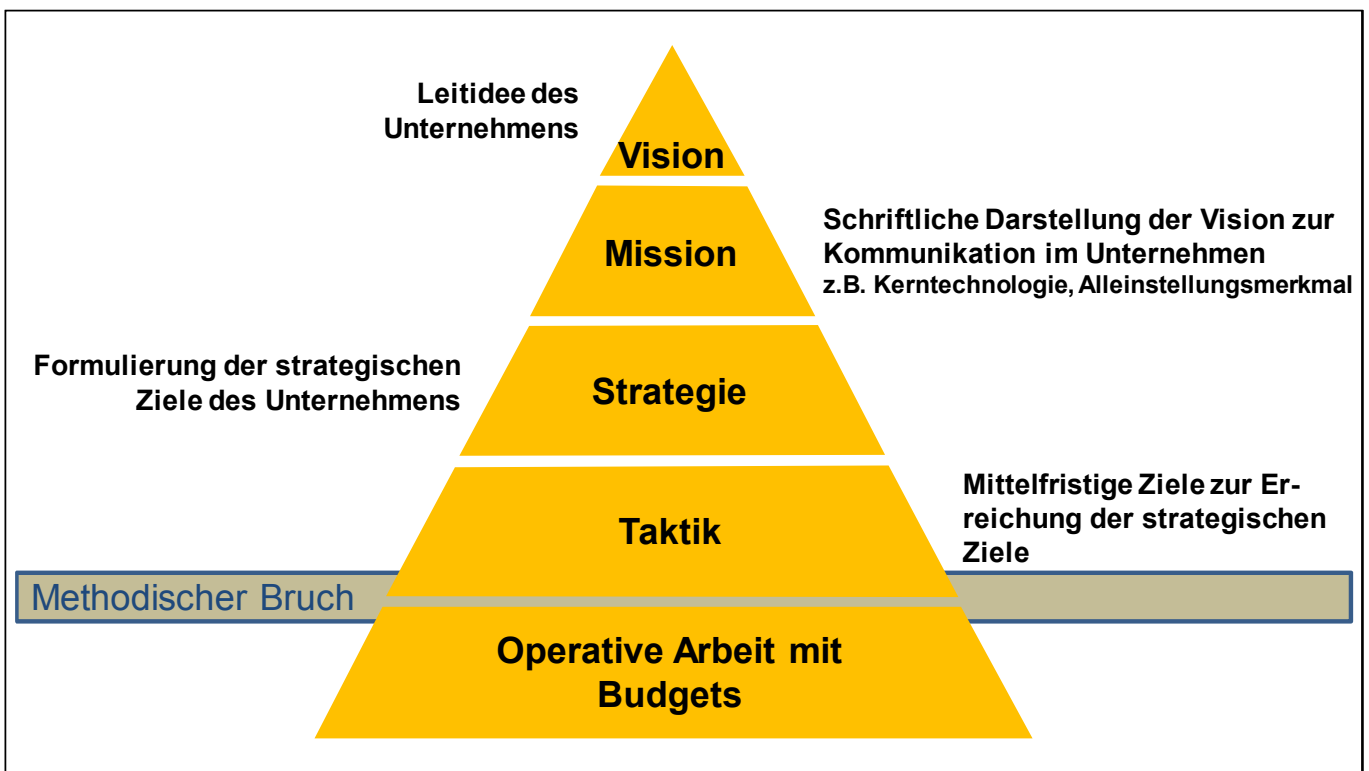 Leitidee des
Unternehmens
Vision
Mission
Schriftliche Darstellung der Vision zur
Kommunikation im Unternehmen
z.B. Kerntechnologie, Alleinstellungsmerkmal
Formulierung der strategischen
Ziele des Unternehmens
Strategie
Taktik
Mittelfristige Ziele zur Er-
reichung der strategischen
Ziele
Methodischer Bruch
Operative Arbeit mit
Budgets